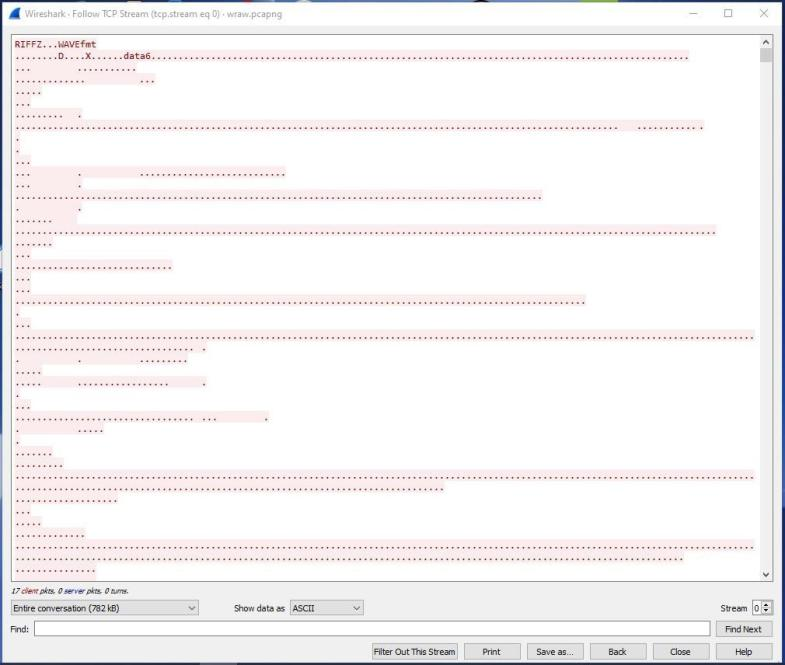 Wireshark · Follow TCP Stream (tcp.stream eq 0) · wraw.pcapng
RIFFZ...WAVEfmt
........D....X......data6
17 client pkts, 0 server pkts, 0 turns.
Entire conversation (782 kB)
Show data as
ASCII
Stream
0
Find:
Find Next
Filter Out This Stream
Print
Save as...
Back
Close
Help